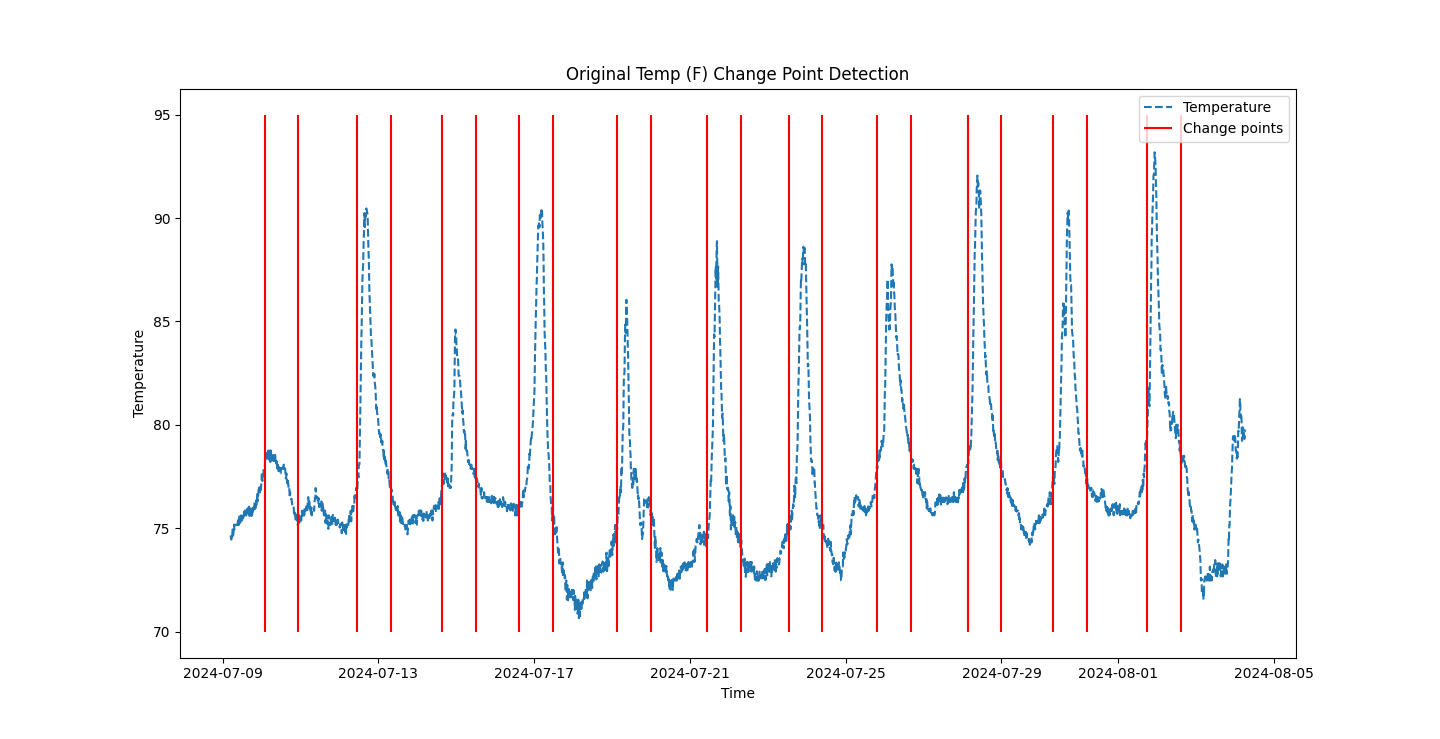 Original Temp (F) Change Point Detection
95
90
85
80
75
70
Temperature
Temperature
Change points
2024-07-09 2024-07-13 2024-07-17 2024-07-21 2024-07-25 2024-07-29 2024-08-01 2024-08-05
Time